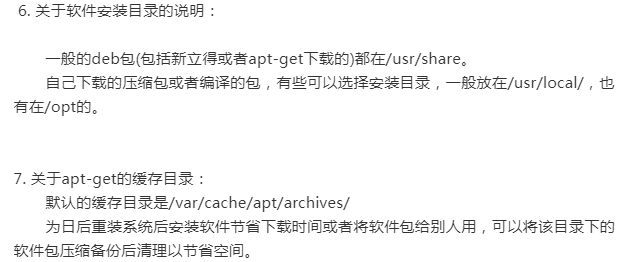 6. 关于软件安装目录的说明：
一般的deb包(包括新立得或者apt-get下载的)都在/usr/share。
自己下载的压缩包或者编译的包，有些可以选择安装目录，一般放在/usr/local/，也
有在/opt的。
7. 关于apt-get的缓存目录：
默认的缓存目录是/var/cache/apt/archives/
为日后重装系统后安装软件节省下载时间或者将软件包给别人用，可以将该目录下的
软件包压缩备份后清理以节省空间。